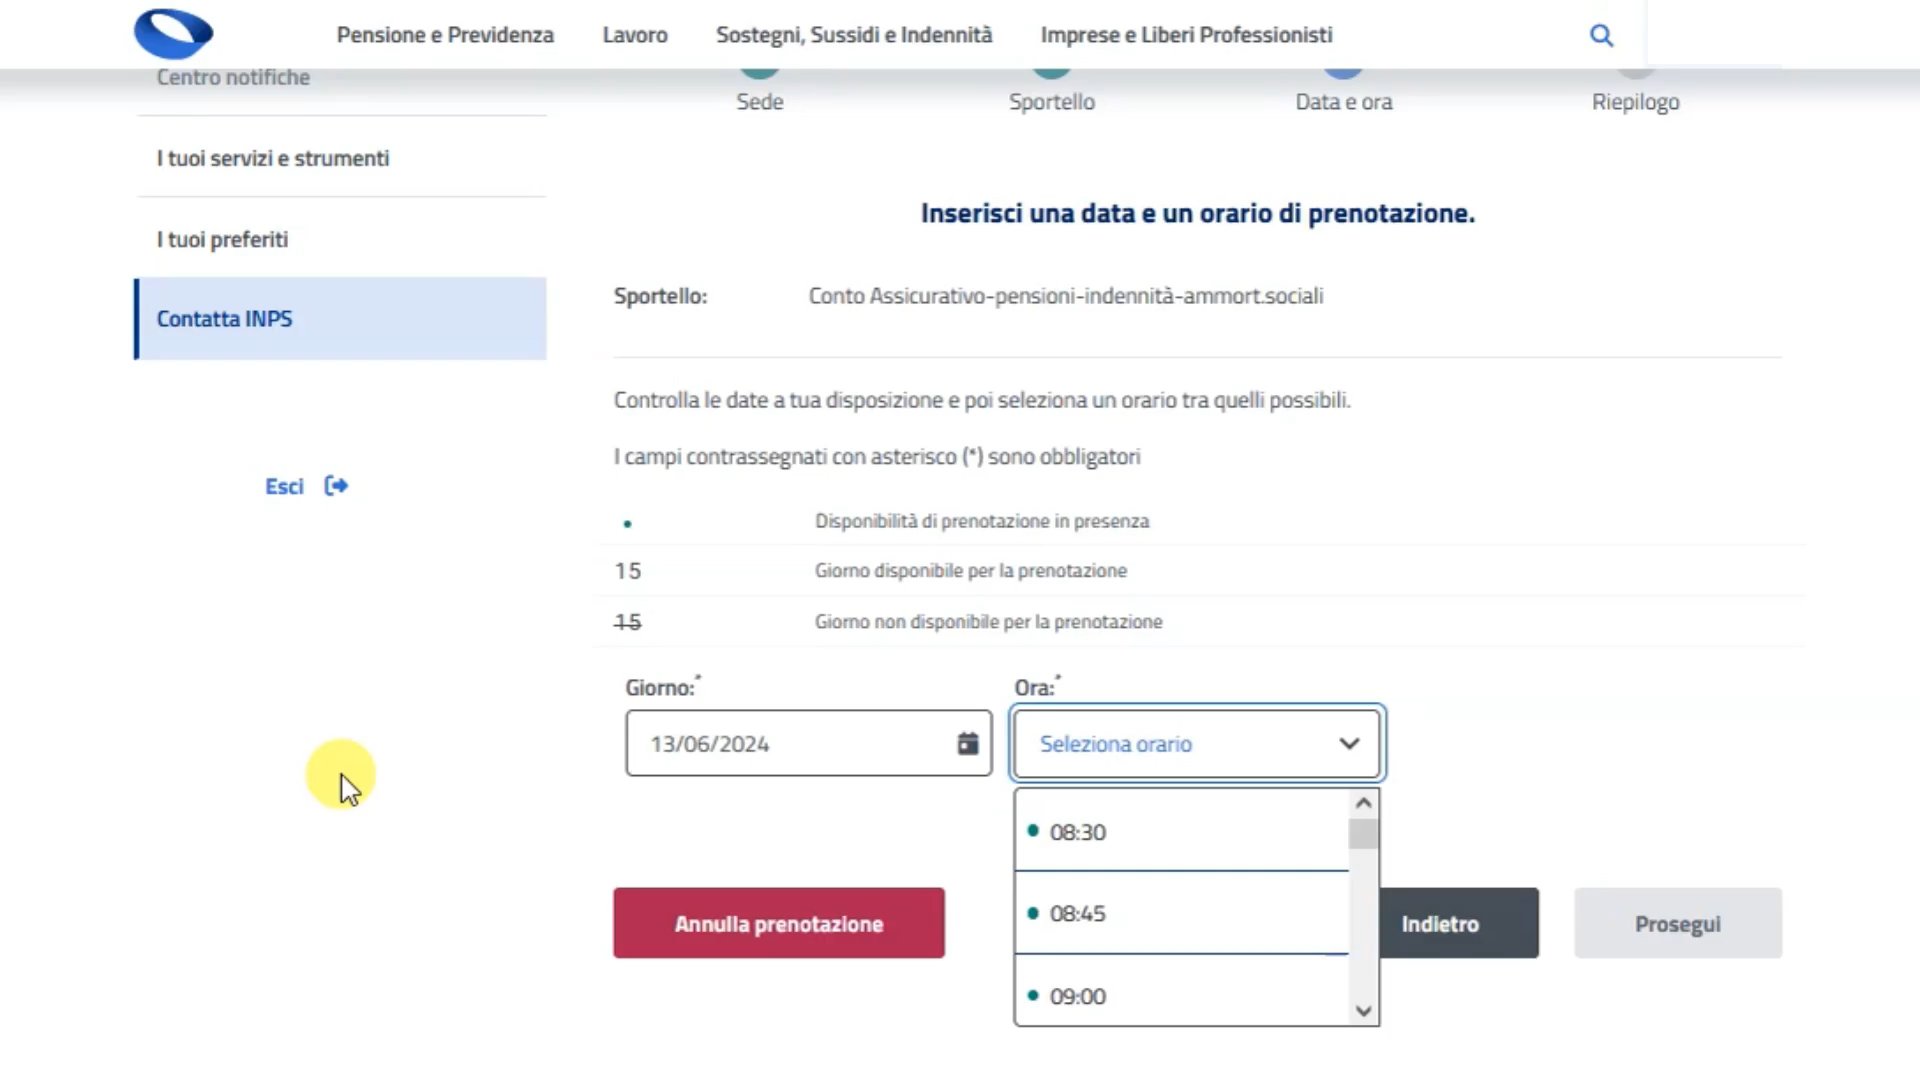 Pensione e Previdenza
Lavoro
Sostegni, Sussidi e Indennità
Imprese e Liberi Professionisti
Centro notifiche
I tuoi servizi e strumenti
I tuoi preferiti
Contatta INPS
Esci
Sede
Sportello
Data e ora
Riepilogo
Inserisci una data e un orario di prenotazione.
Sportello: Conto Assicurativo-pensioni-indennità-ammort.sociali
Controlla le date a tua disposizione e poi seleziona un orario tra quelli possibili.
I campi contrassegnati con asterisco (*) sono obbligatori
• Disponibilità di prenotazione in presenza
15 Giorno disponibile per la prenotazione
15 Giorno non disponibile per la prenotazione
Giorno:*
13/06/2024
Ora:*
Seleziona orario
• 08:30
• 08:45
• 09:00
Annulla prenotazione
Indietro
Prosegui